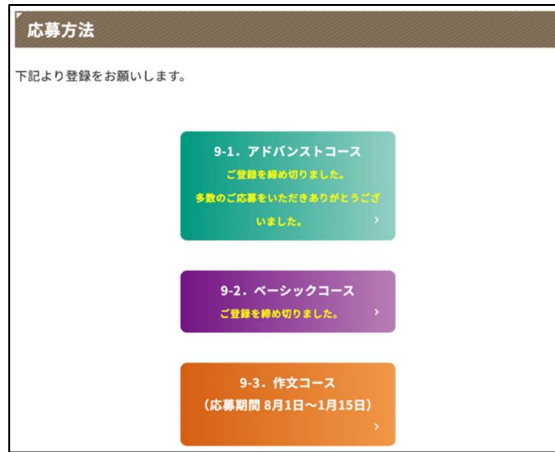 応募方法
下記より登録をお願いします。
9-1. アドバンストコース
ご登録を締め切りました。
多数のご応募をいただきありがとうござ
いました。
9-2. ベーシックコース
ご登録を締め切りました。
9-3. 作文コース
（応募期間 8月1日～1月15日）